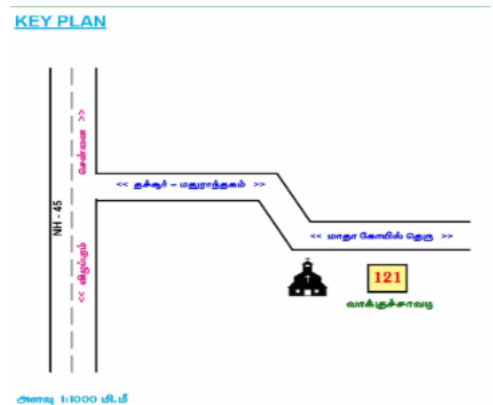 KEY PLAN
சென்னை >>
<< தச்சூர் – மதுராந்தகம் >>
NH - 45
<< மாதா கோயில் தெரு >>
<< விழுப்புரம்
121
வாக்குச்சாவடி
அளவு 1:1000 மி.மீ